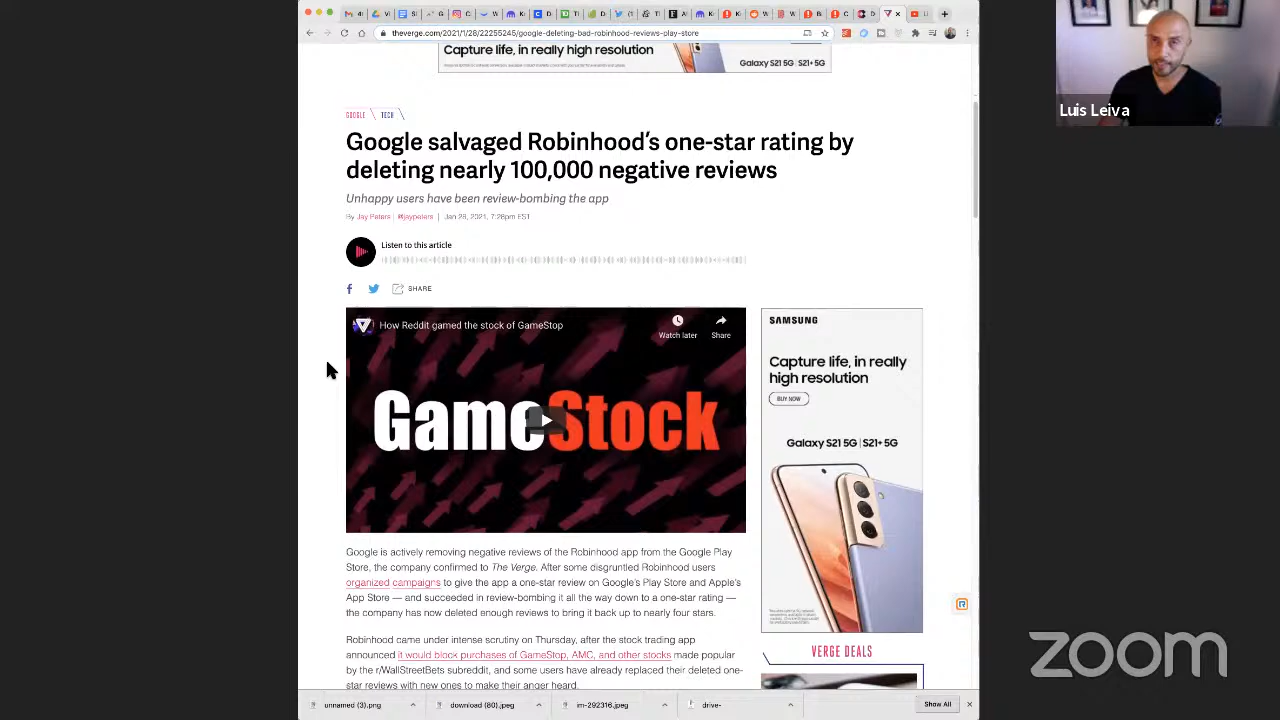 theverge.com/2021/1/28/22255245/google-deleting-bad-robinhood-reviews-play-store
Capture life, in really high resolution
Galaxy S21 5G | S21+ 5G
GOOGLE TECH
Google salvaged Robinhood's one-star rating by
deleting nearly 100,000 negative reviews
Unhappy users have been review-bombing the app
By Jay Peters | @jaypeters | Jan 28, 2021, 7:28pm EST
Listen to this article
SHARE
How Reddit gamed the stock of GameStop
Watch later
Share
GameStock
Google is actively removing negative reviews of the Robinhood app from the Google Play
Store, the company confirmed to The Verge. After some disgruntled Robinhood users
organized campaigns to give the app a one-star review on Google's Play Store and Apple's
App Store — and succeeded in review-bombing it all the way down to a one-star rating —
the company has now deleted enough reviews to bring it back up to nearly four stars.
Robinhood came under intense scrutiny on Thursday, after the stock trading app
announced it would block purchases of GameStop, AMC, and other stocks made popular
by the r/WallStreetBets subreddit, and some users have already replaced their deleted one-
star reviews with new ones to make their anger heard.
SAMSUNG
Capture life, in really
high resolution
BUY NOW
Galaxy S21 5G | S21+ 5G
VERGE DEALS
unnamed (3).png
download (80).jpeg
im-292316.jpeg
drive-
Show All
Luis Leiva
zoom